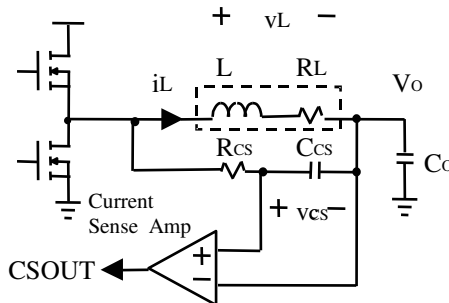 + vL −
iL L RL VO
RCS CCS CO
+ vcs −
Current
Sense Amp
+
CSOUT
−